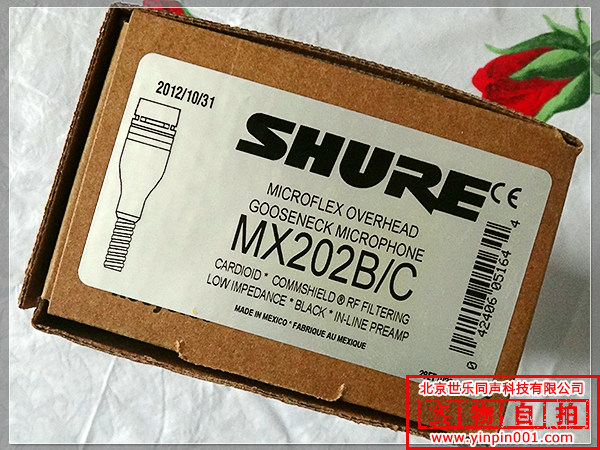 2012/10/31
SHURE
CE
MICROFLEX OVERHEAD
GOOSENECK MICROPHONE
MX202B/C
CARDIOID * COMMSHIELD ® RF FILTERING
LOW IMPEDANCE * BLACK * IN-LINE PREAMP
MADE IN MEXICO * FABRIQUE AU MEXIQUE
0 42406 05164 4
北京世乐同声科技有限公司
实物自拍
www.yinpin001.com